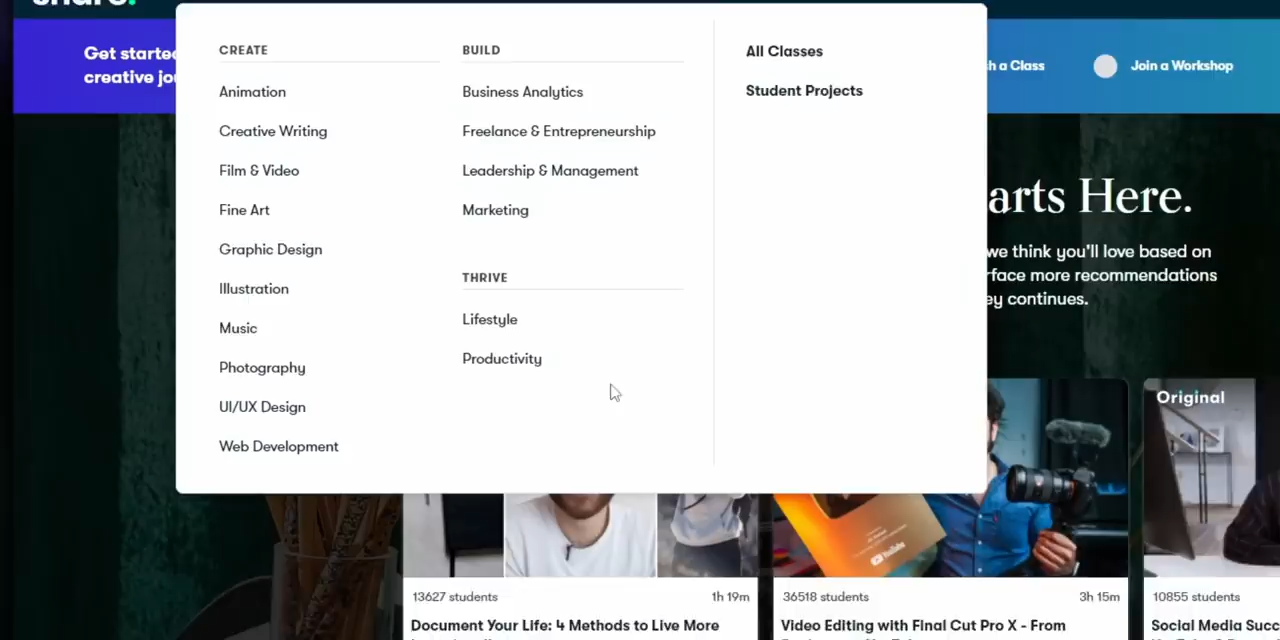 share.
Get started
creative jou
CREATE
Animation
Creative Writing
Film & Video
Fine Art
Graphic Design
Illustration
Music
Photography
UI/UX Design
Web Development
BUILD
Business Analytics
Freelance & Entrepreneurship
Leadership & Management
Marketing
THRIVE
Lifestyle
Productivity
All Classes
Student Projects
h a Class
Join a Workshop
arts Here.
we think you'll love based on
rface more recommendations
ey continues.
Original
YouTube
13627 students 1h 19m
Document Your Life: 4 Methods to Live More
36518 students 3h 15m
Video Editing with Final Cut Pro X - From
10855 students
Social Media Succ